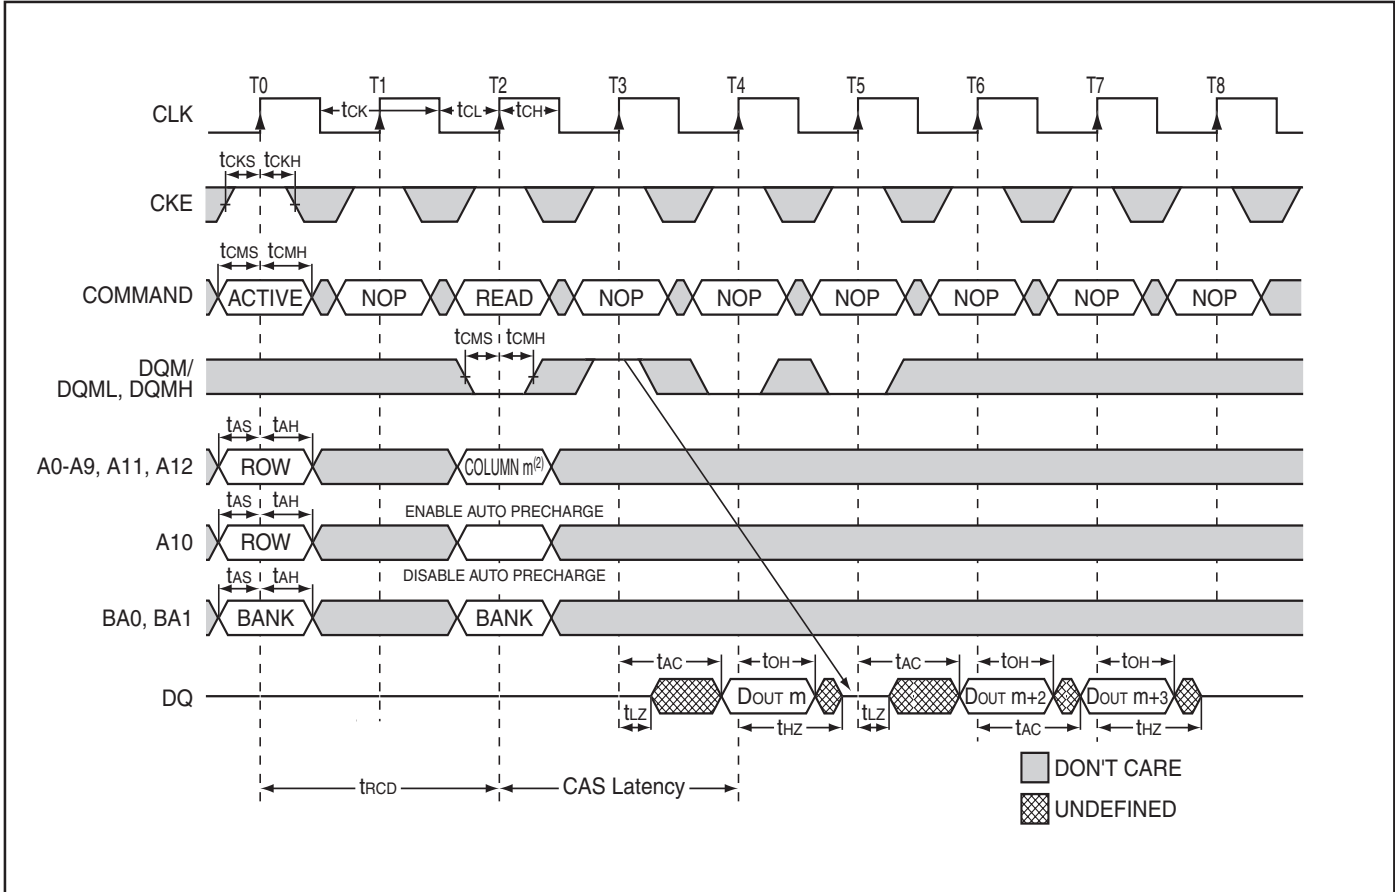 T0 T1 T2 T3 T4 T5 T6 T7 T8
CLK tCK tCL tCH
tCKS tCKH
CKE
tCMS tCMH
COMMAND ACTIVE NOP READ NOP NOP NOP NOP NOP NOP
tCMS tCMH
DQM/
DQML, DQMH
tAS tAH
A0-A9, A11, A12 ROW COLUMN m(2)
tAS tAH ENABLE AUTO PRECHARGE
A10 ROW
tAS tAH DISABLE AUTO PRECHARGE
BA0, BA1 BANK BANK
tAC tOH tAC tOH tOH
DQ DOUT m DOUT m+2 DOUT m+3
tLZ tHZ tLZ tAC tHZ
DON'T CARE
tRCD CAS Latency
UNDEFINED